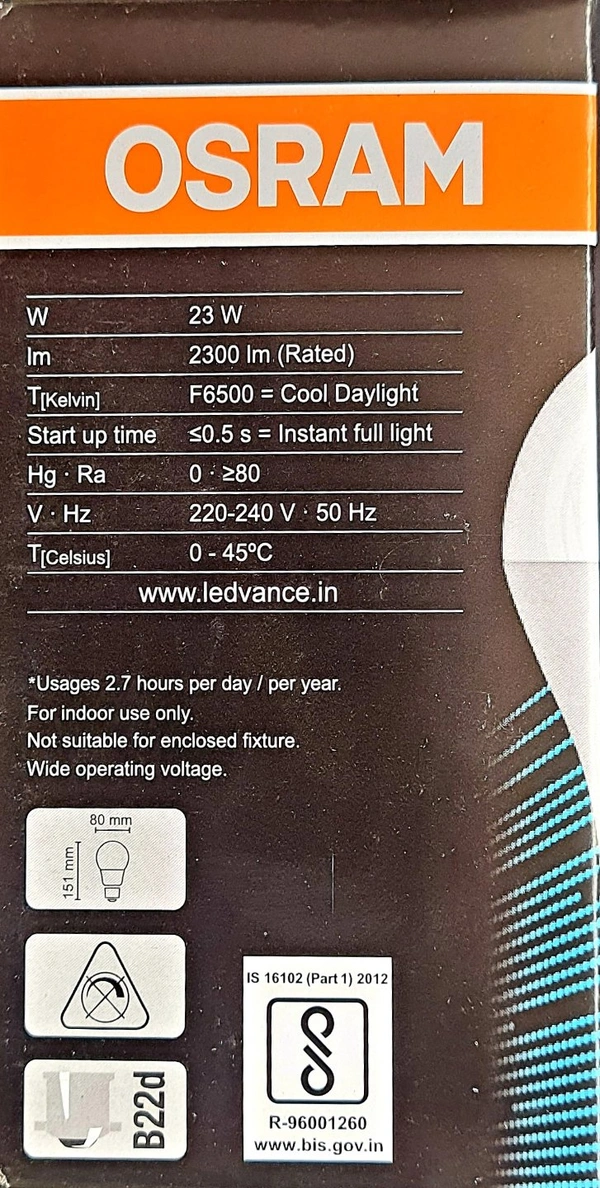 OSRAM
W 23 W
lm 2300 lm (Rated)
T[Kelvin] F6500 = Cool Daylight
Start up time ≤0.5 s = Instant full light
Hg · Ra 0 · ≥80
V · Hz 220-240 V · 50 Hz
T[Celsius] 0 - 45ºC
www.ledvance.in
*Usages 2.7 hours per day / per year.
For indoor use only.
Not suitable for enclosed fixture.
Wide operating voltage.
80 mm
151 mm
B22d
IS 16102 (Part 1) 2012
R-96001260
www.bis.gov.in